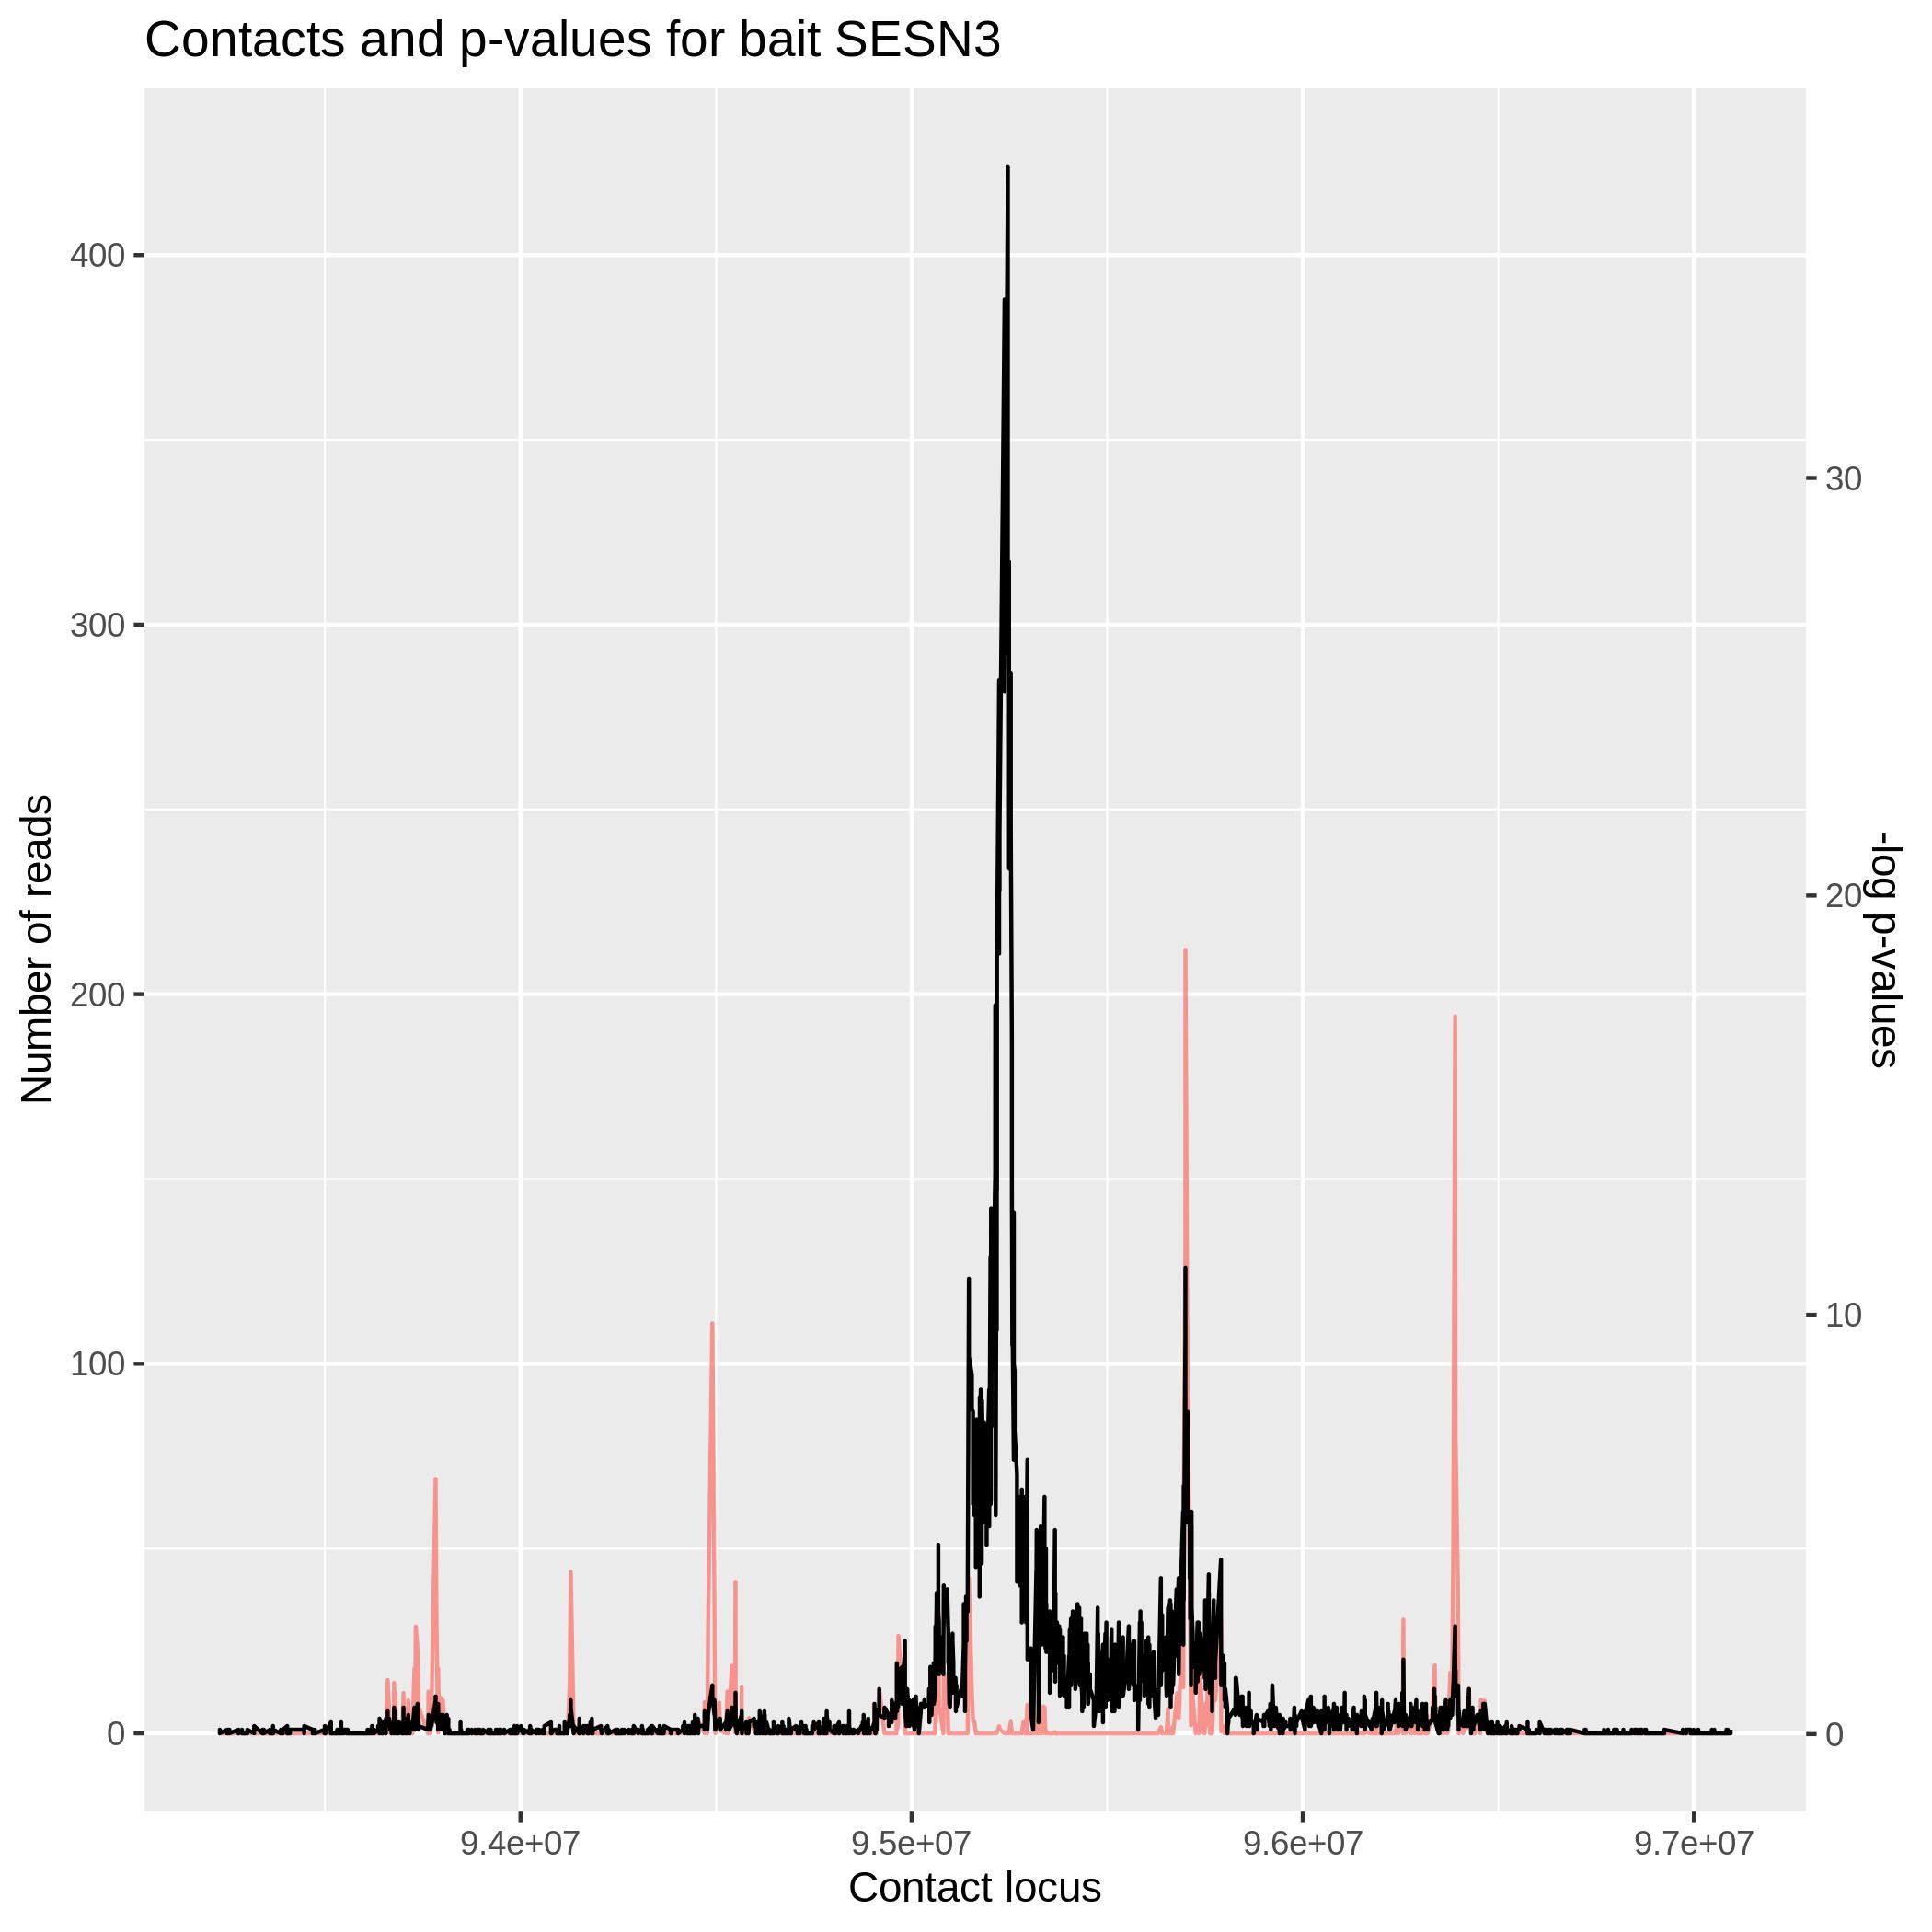 Contacts and p-values for bait SESN3
400
300
200
100
0
Number of reads
30
20
10
0
-log p-values
9.4e+07 9.5e+07 9.6e+07 9.7e+07
Contact locus